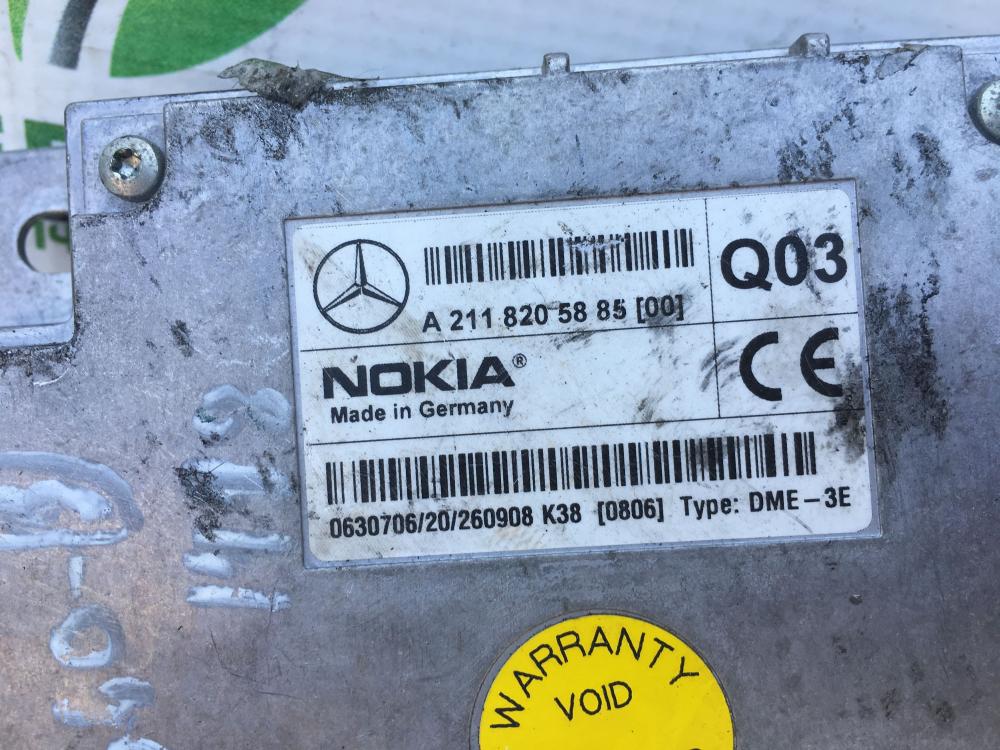 A 211 820 58 85 [00]
Q03
NOKIA®
Made in Germany
CE
0630706/20/260908 K38 [0806] Type: DME-3E
WARRANTY
VOID